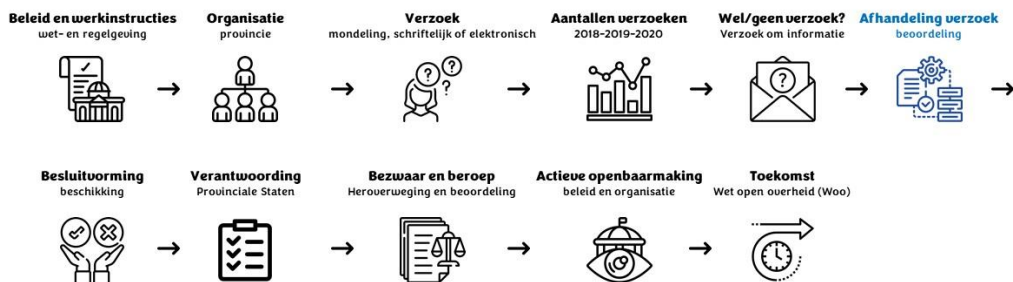 Beleid en werkinstructies
wet- en regelgeving
Organisatie
provincie
Verzoek
mondeling, schriftelijk of elektronisch
Aantallen verzoeken
2018-2019-2020
Wel/geen verzoek?
Verzoek om informatie
Afhandeling verzoek
beoordeling
Besluitvorming
beschikking
Verantwoording
Provinciale Staten
Bezwaar en beroep
Heroverweging en beoordeling
Actieve openbaarmaking
beleid en organisatie
Toekomst
Wet open overheid (Woo)